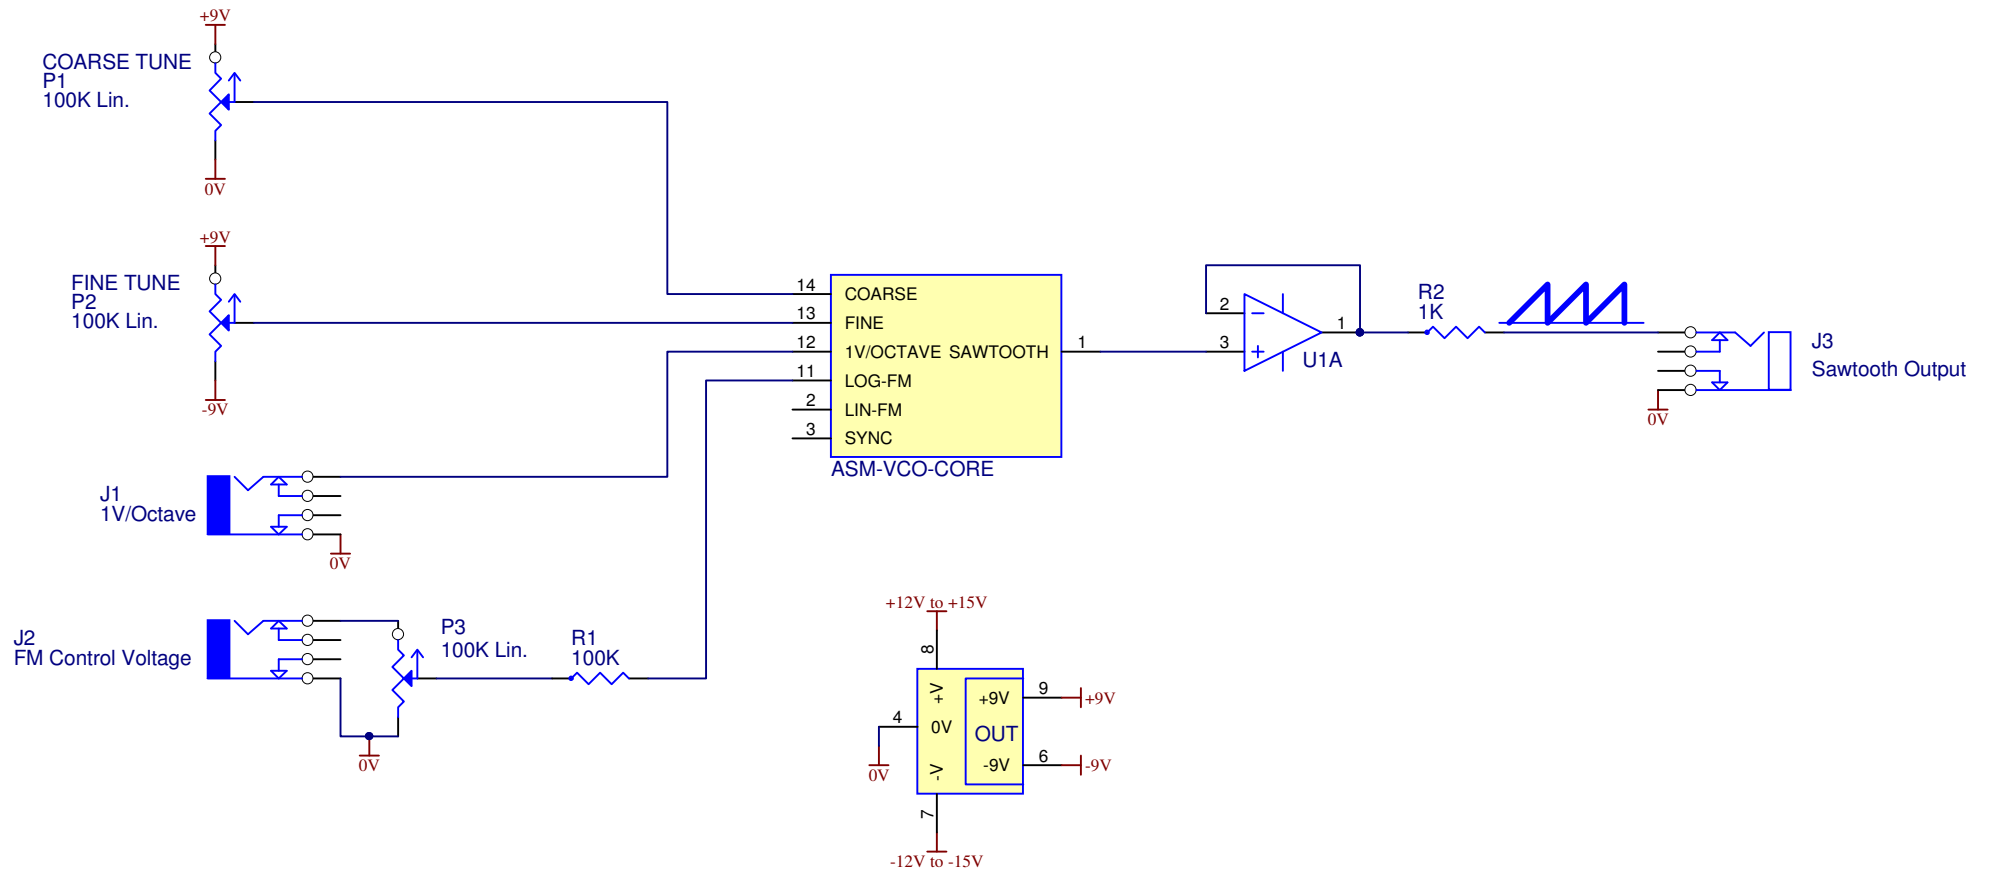 +9V
COARSE TUNE
P1
100K Lin.
0V
+9V
FINE TUNE
P2
100K Lin.
-9V
J1
1V/Octave
0V
J2
FM Control Voltage
P3
100K Lin.
R1
100K
0V
14
COARSE
13
FINE
12
1V/OCTAVE SAWTOOTH
1
11
LOG-FM
2
LIN-FM
3
SYNC
ASM-VCO-CORE
2
3
1
U1A
R2
1K
J3
Sawtooth Output
0V
+12V to +15V
8
+V
4
0V
0V
-V
7
-12V to -15V
+9V
OUT
-9V
9
+9V
6
-9V